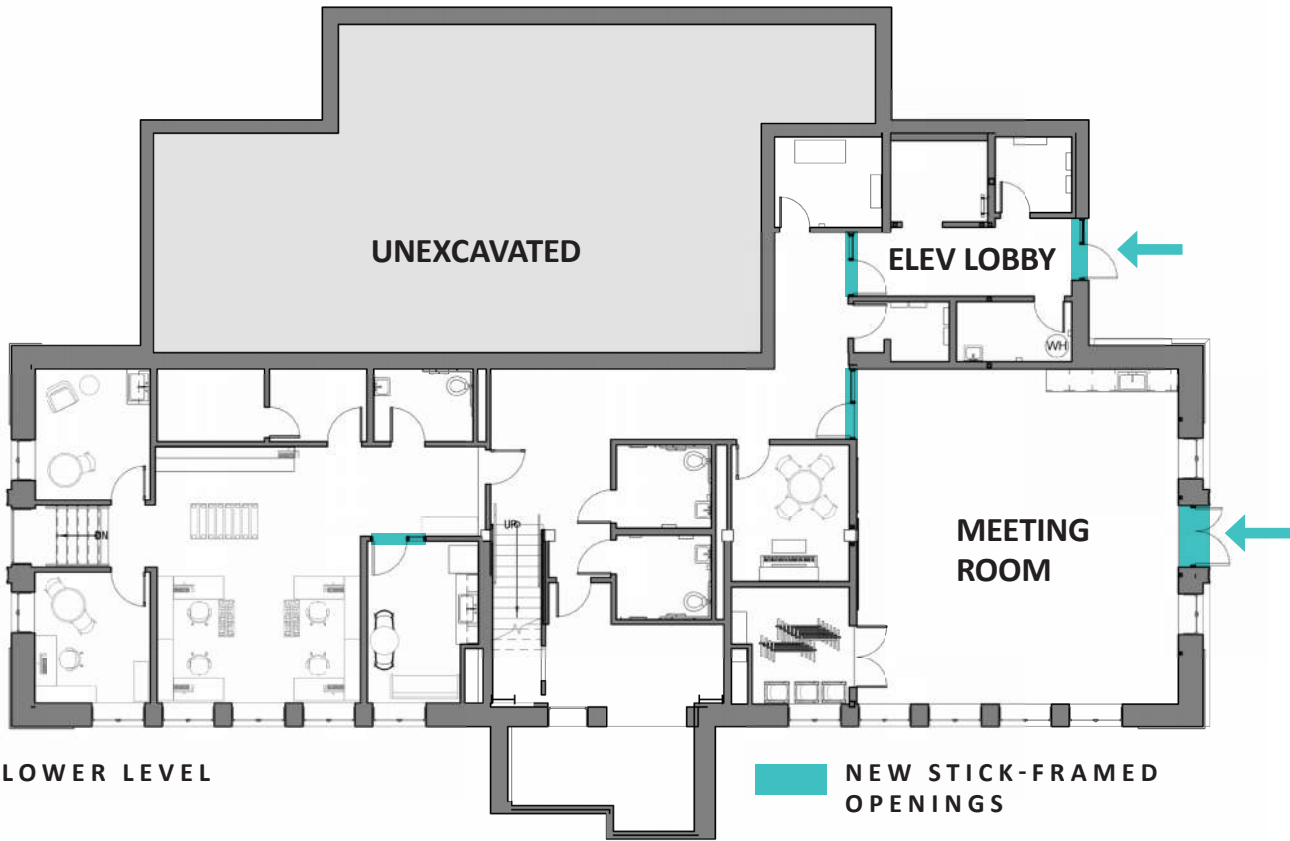 UNEXCAVATED
ELEV LOBBY
WH
DN
UP
MEETING
ROOM
LOWER LEVEL
NEW STICK-FRAMED
OPENINGS